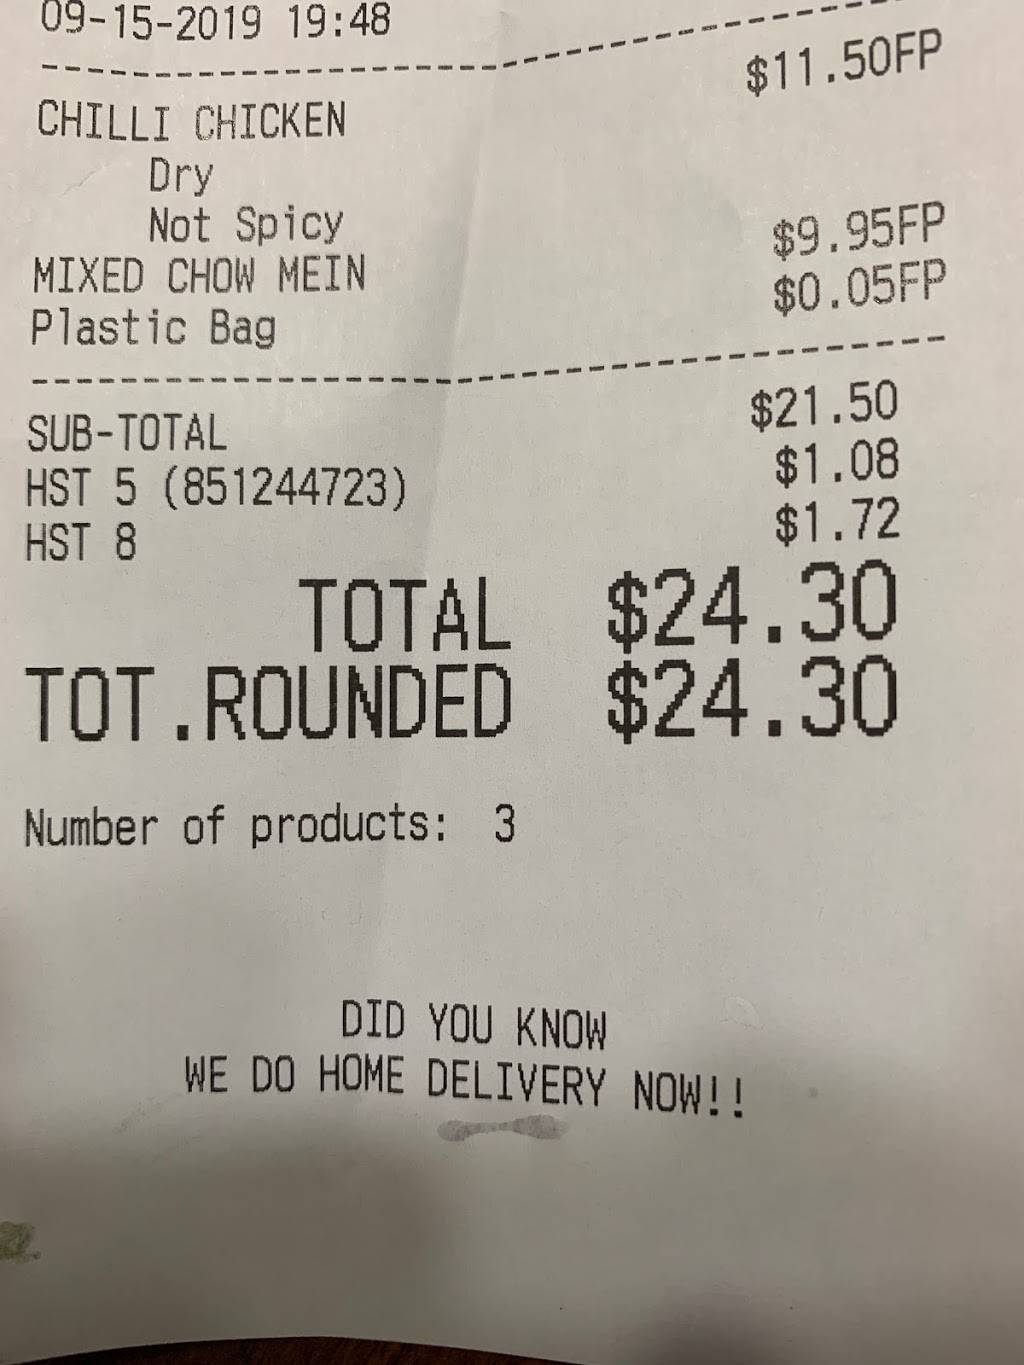 09-15-2019 19:48
CHILLI CHICKEN $11.50FP
Dry
Not Spicy
MIXED CHOW MEIN $9.95FP
Plastic Bag $0.05FP
SUB-TOTAL $21.50
HST 5 (851244723) $1.08
HST 8 $1.72
TOTAL $24.30
TOT.ROUNDED $24.30
Number of products: 3
DID YOU KNOW
WE DO HOME DELIVERY NOW!!